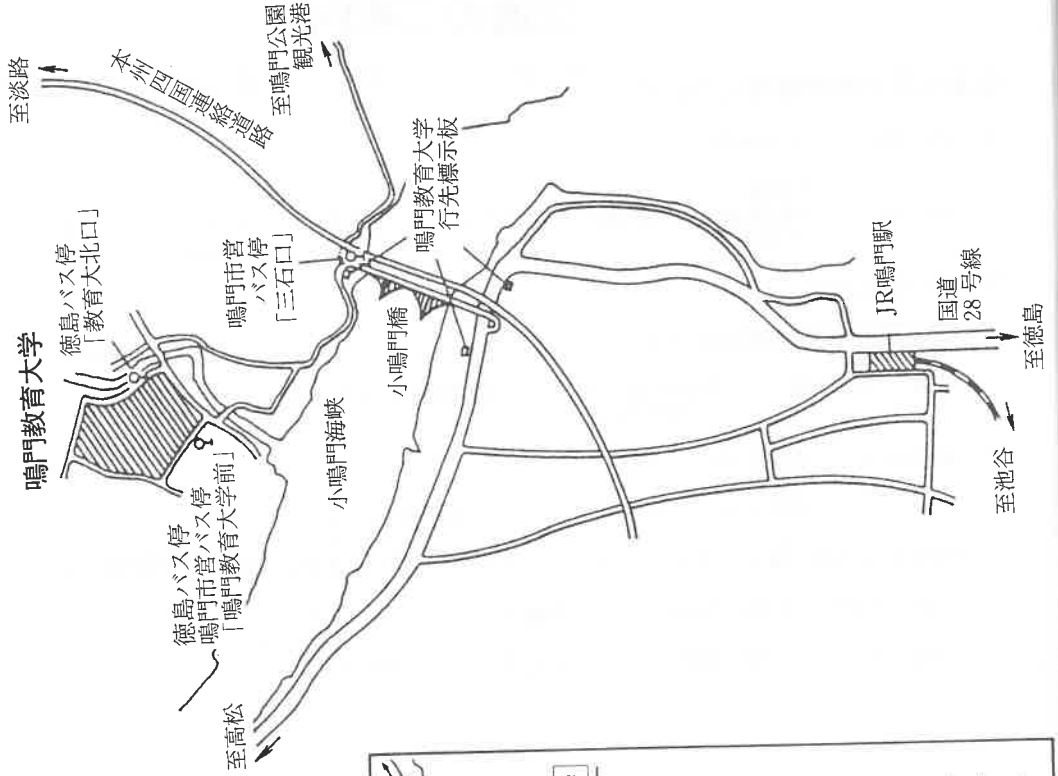 至淡路
本州四国連絡道路
至鳴門公園
観光港
鳴門教育大学
徳島バス停
「教育大北口」
鳴門市営
バス停
「三石口」
鳴門教育大学
行先標示板
徳島バス停
鳴門市営バス停
「鳴門教育大学前」
小鳴門橋
小鳴門海峡
至高松
JR鳴門駅
国道
28号線
至徳島
至池谷